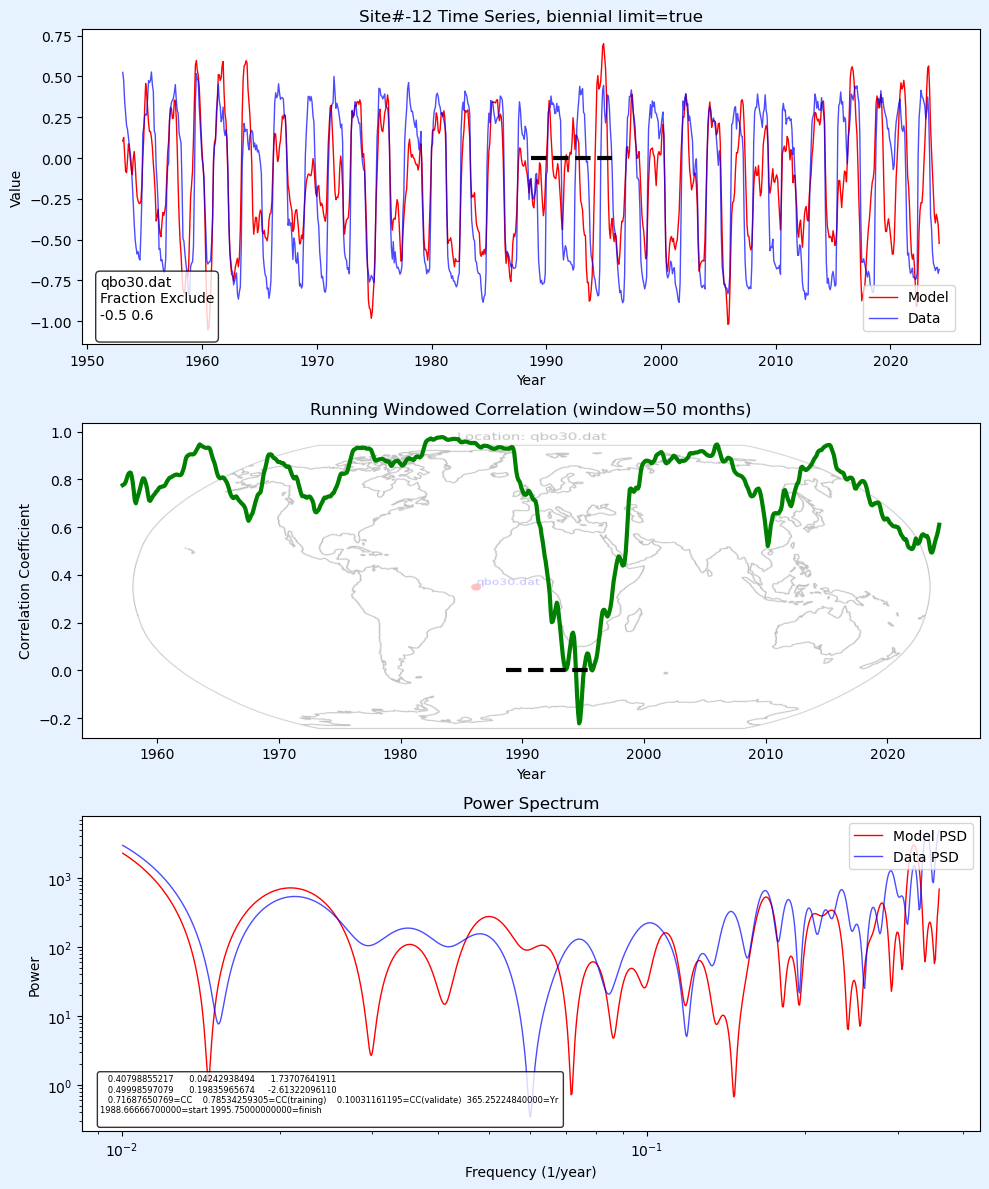 Site#-12 Time Series, biennial limit=true
0.75
0.50
0.25
0.00
−0.25
−0.50
−0.75
−1.00
Value
qbo30.dat
Fraction Exclude
-0.5 0.6
Model
Data
1950 1960 1970 1980 1990 2000 2010 2020
Year
Running Windowed Correlation (window=50 months)
Location: qbo30.dat
1.0
0.8
0.6
0.4
0.2
0.0
−0.2
Correlation Coefficient
qbo30.dat
1960 1970 1980 1990 2000 2010 2020
Year
Power Spectrum
Model PSD
Data PSD
10³
10²
10¹
10⁰
Power
0.40798855217 0.04242938494 1.73707641911
0.49998597079 0.19835965674 -2.61322096110
0.71687650769=CC 0.78534259305=CC(training) 0.10031161195=CC(validate) 365.25224840000=Yr
1988.66666700000=start 1995.75000000000=finish
10⁻² 10⁻¹
Frequency (1/year)